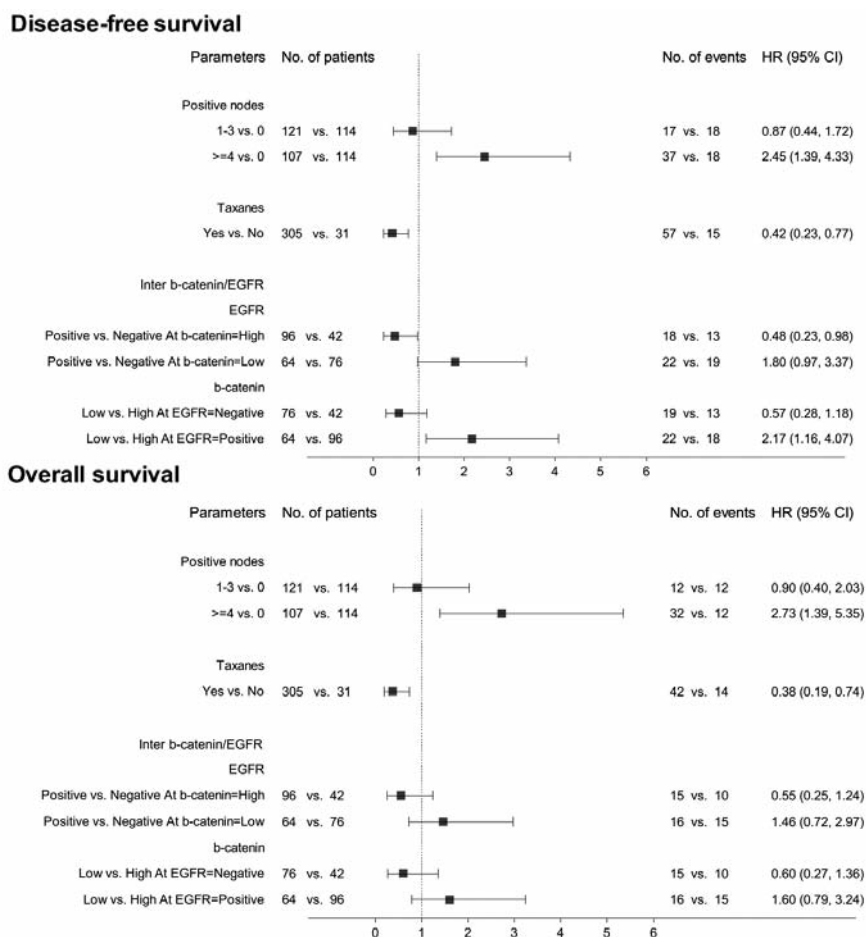 Disease-free survival
Parameters No. of patients No. of events HR (95% CI)
Positive nodes
1-3 vs. 0 121 vs. 114 17 vs. 18 0.87 (0.44, 1.72)
>=4 vs. 0 107 vs. 114 37 vs. 18 2.45 (1.39, 4.33)
Taxanes
Yes vs. No 305 vs. 31 57 vs. 15 0.42 (0.23, 0.77)
Inter b-catenin/EGFR
EGFR
Positive vs. Negative At b-catenin=High 96 vs. 42 18 vs. 13 0.48 (0.23, 0.98)
Positive vs. Negative At b-catenin=Low 64 vs. 76 22 vs. 19 1.80 (0.97, 3.37)
b-catenin
Low vs. High At EGFR=Negative 76 vs. 42 19 vs. 13 0.57 (0.28, 1.18)
Low vs. High At EGFR=Positive 64 vs. 96 22 vs. 18 2.17 (1.16, 4.07)
0 1 2 3 4 5 6
Overall survival
Parameters No. of patients No. of events HR (95% CI)
Positive nodes
1-3 vs. 0 121 vs. 114 12 vs. 12 0.90 (0.40, 2.03)
>=4 vs. 0 107 vs. 114 32 vs. 12 2.73 (1.39, 5.35)
Taxanes
Yes vs. No 305 vs. 31 42 vs. 14 0.38 (0.19, 0.74)
Inter b-catenin/EGFR
EGFR
Positive vs. Negative At b-catenin=High 96 vs. 42 15 vs. 10 0.55 (0.25, 1.24)
Positive vs. Negative At b-catenin=Low 64 vs. 76 16 vs. 15 1.46 (0.72, 2.97)
b-catenin
Low vs. High At EGFR=Negative 76 vs. 42 15 vs. 10 0.60 (0.27, 1.36)
Low vs. High At EGFR=Positive 64 vs. 96 16 vs. 15 1.60 (0.79, 3.24)
0 1 2 3 4 5 6